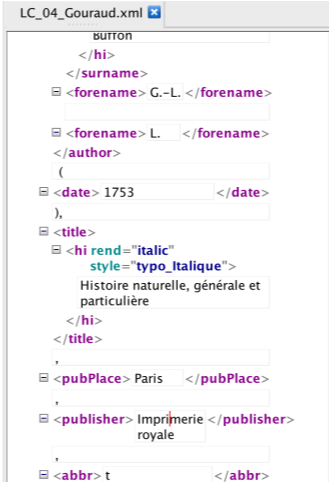 LC_04_Gouraud.xml
Buffon
</hi>
</surname>
<forename> G.-L. </forename>
<forename> L. </forename>
</author>
(
<date> 1753 </date>
),
<title>
<hi rend="italic"
style="typo_Italique">
Histoire naturelle, générale et
particulière
</hi>
</title>
,
<pubPlace> Paris </pubPlace>
,
<publisher> Imprimerie </publisher>
royale
,
<abbr> t </abbr>